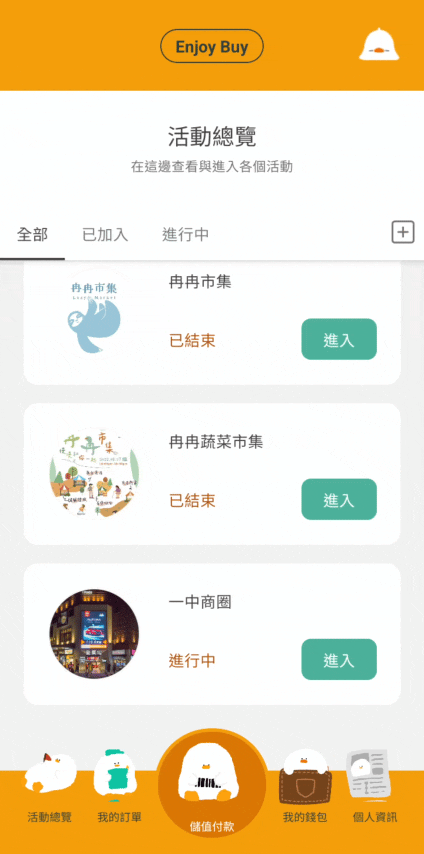 Enjoy Buy
活動總覽
在這邊查看與進入各個活動
全部
已加入
進行中
冉冉市集
冉冉市集
已結束
進入
冉冉蔬菜市集
已結束
進入
一中商圈
進行中
進入
活動總覽
我的訂單
儲值付款
我的錢包
個人資訊